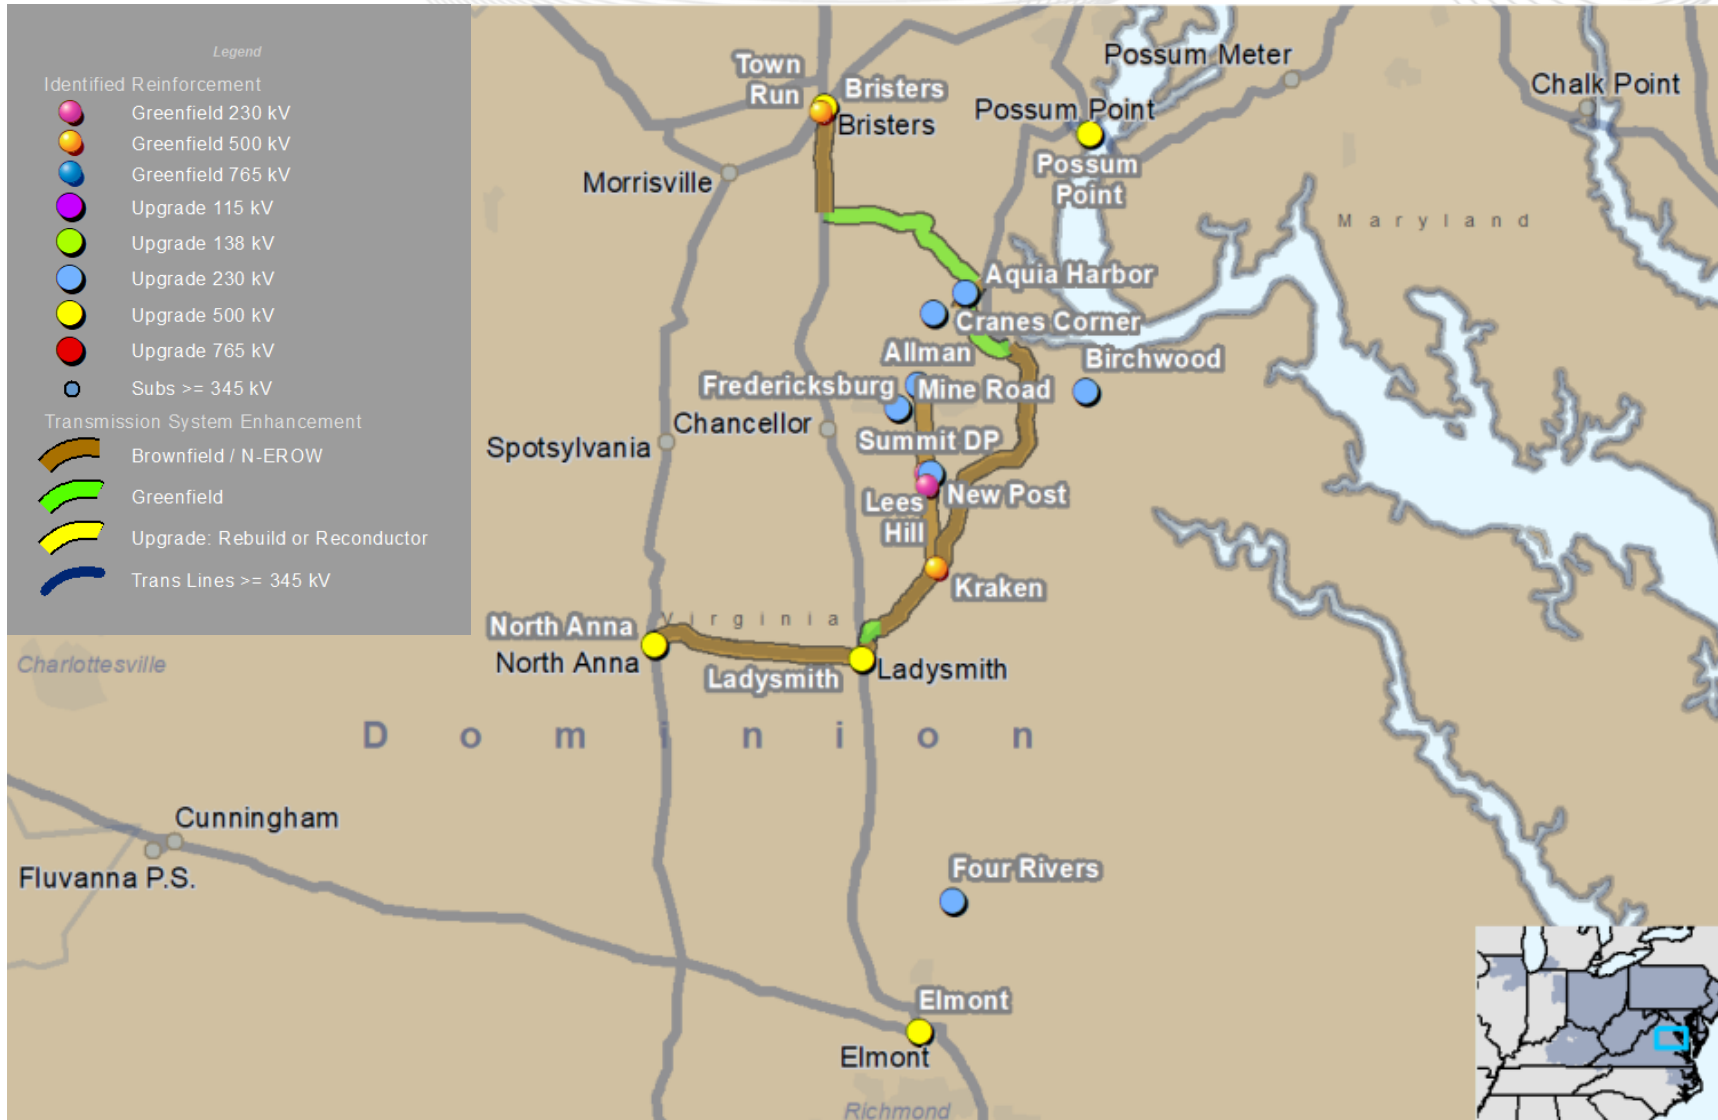 Legend
Identified Reinforcement
Greenfield 230 kV
Greenfield 500 kV
Greenfield 765 kV
Upgrade 115 kV
Upgrade 138 kV
Upgrade 230 kV
Upgrade 500 kV
Upgrade 765 kV
Subs >= 345 kV
Transmission System Enhancement
Brownfield / N-EROW
Greenfield
Upgrade: Rebuild or Reconductor
Trans Lines >= 345 kV
Town
Run
Bristers
Bristers
Possum Meter
Chalk Point
Possum Point
Possum
Point
Morrisville
Maryland
Aquia Harbor
Cranes Corner
Allman
Birchwood
Fredericksburg
Mine Road
Chancellor
Summit DP
Spotsylvania
New Post
Lees
Hill
Kraken
Virginia
North Anna
North Anna
Ladysmith
Ladysmith
Charlottesville
Dominion
Cunningham
Fluvanna P.S.
Four Rivers
Elmont
Elmont
Richmond